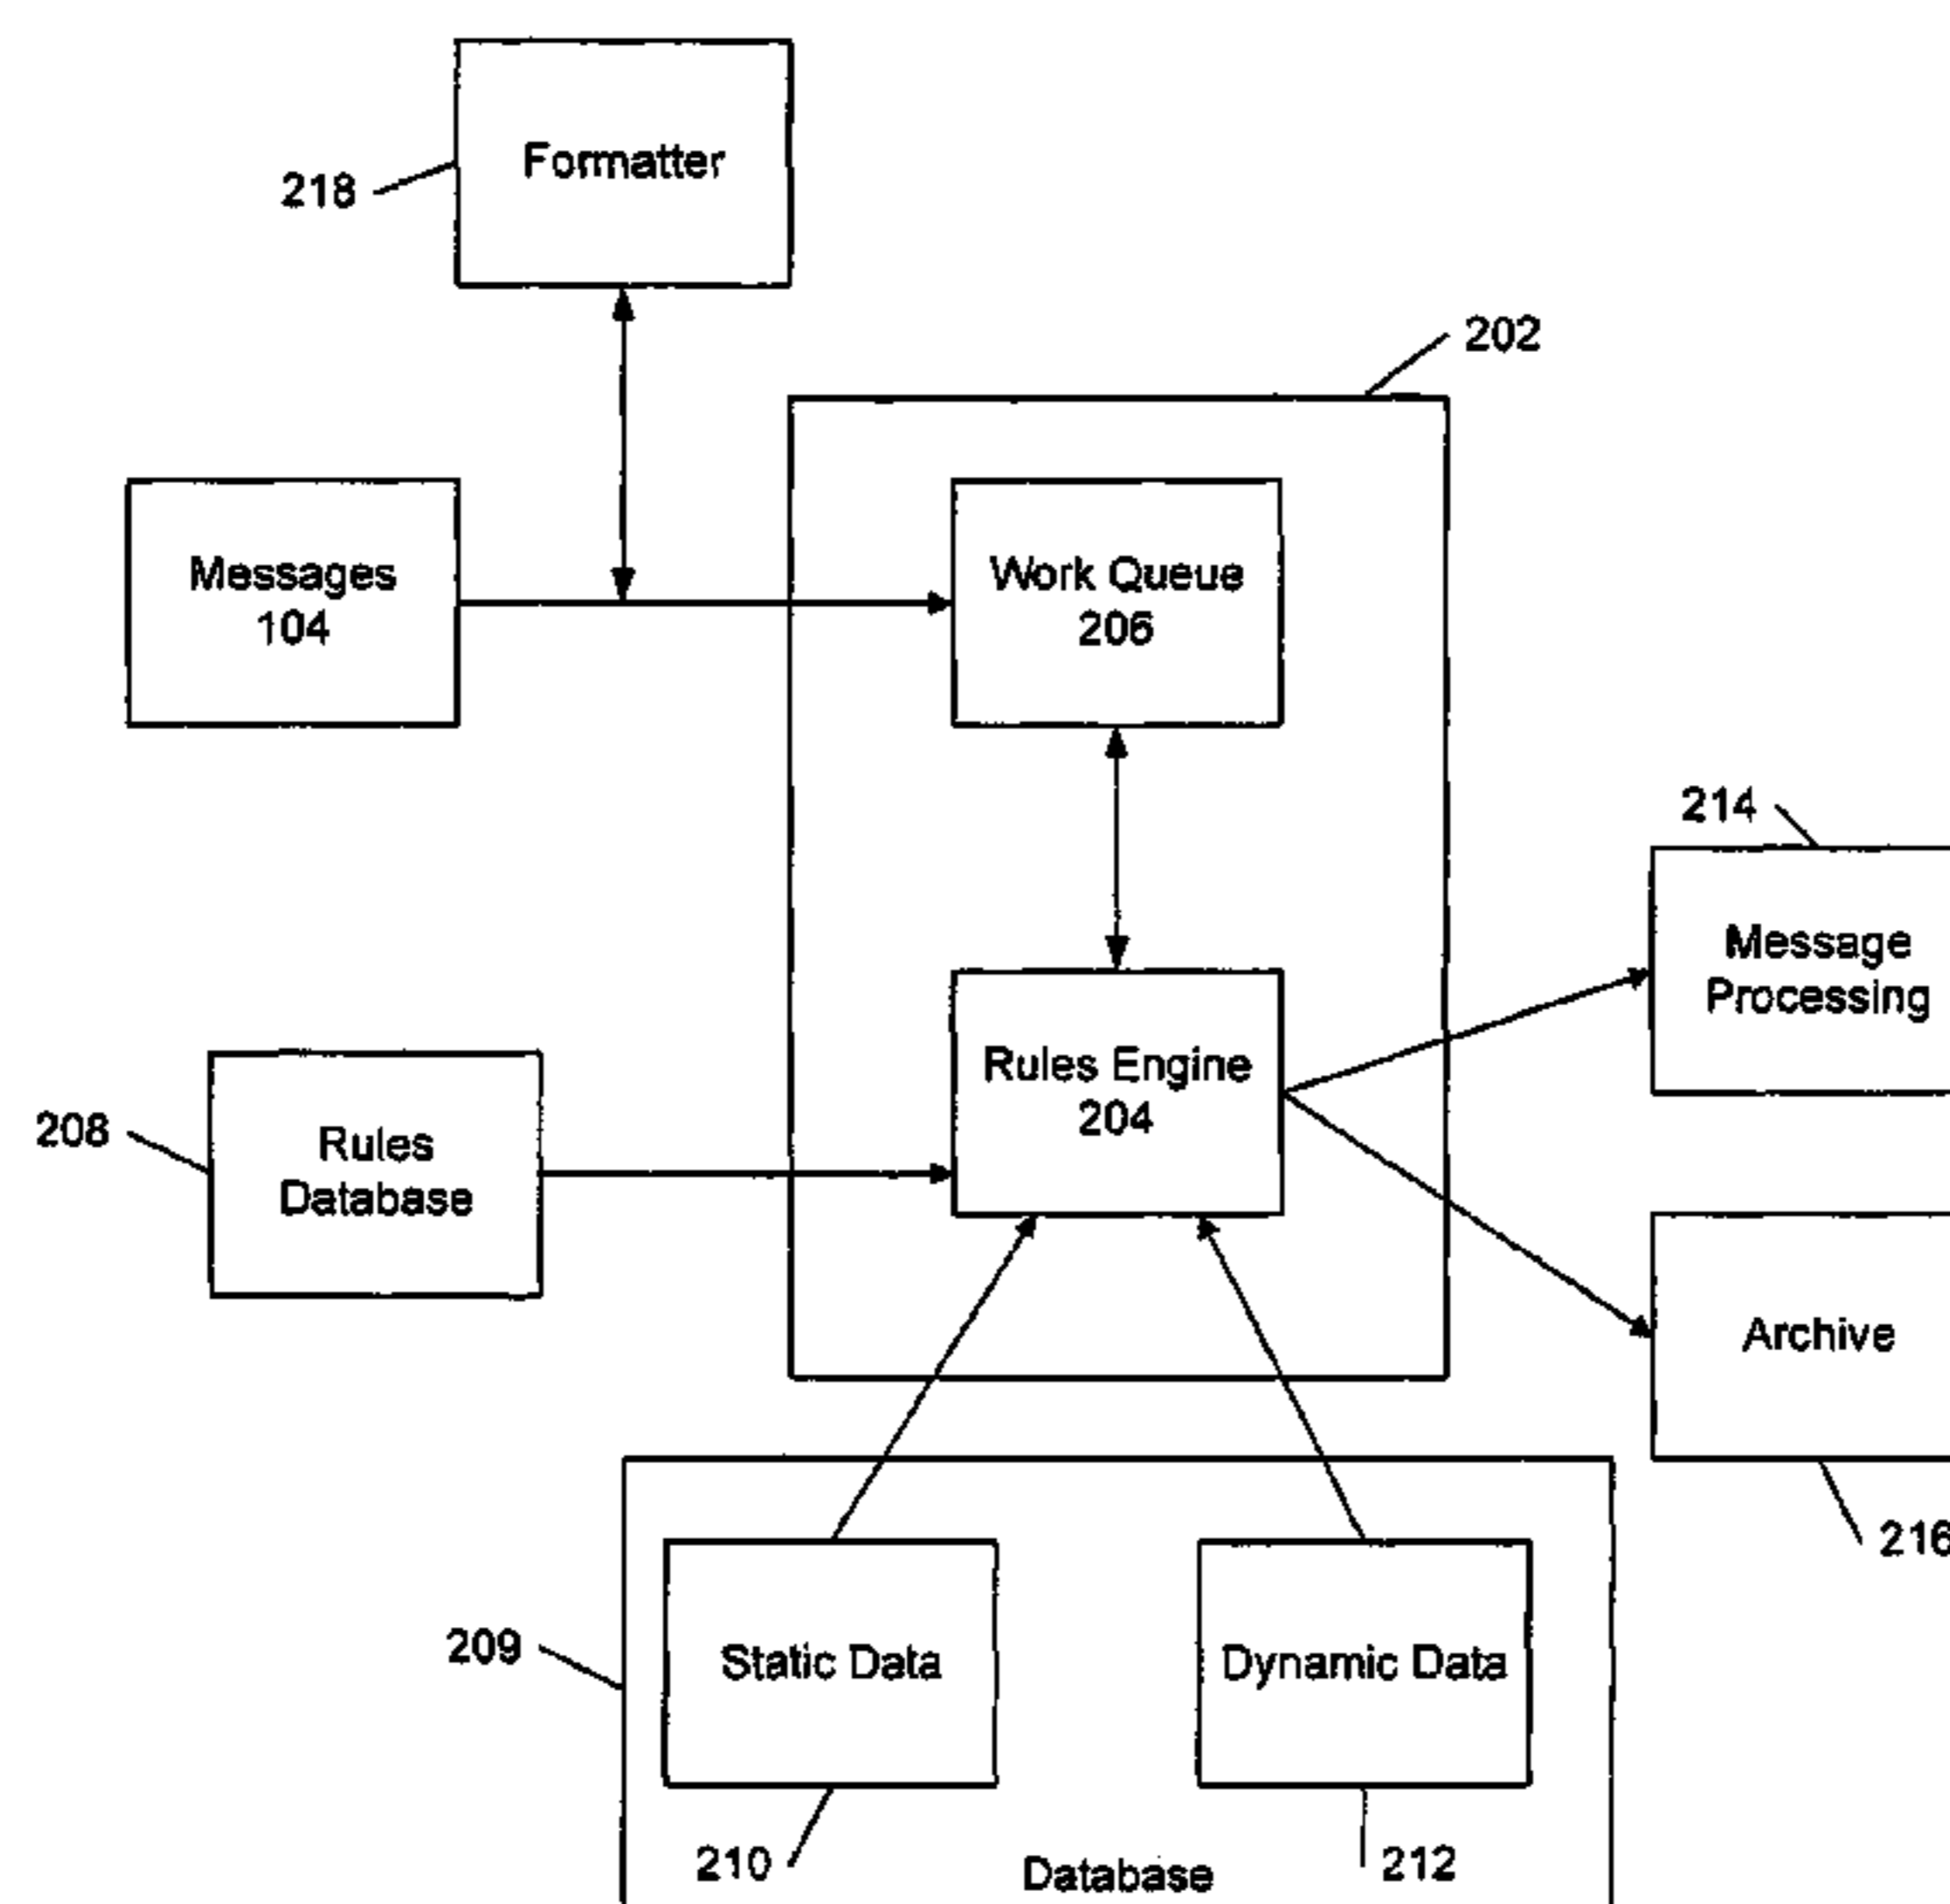 Formatter
218
202
Messages
104
Work Queue
206
214
Message
Processing
Rules Engine
204
208
Rules
Database
Archive
216
209
Static Data
Dynamic Data
210
212
Database